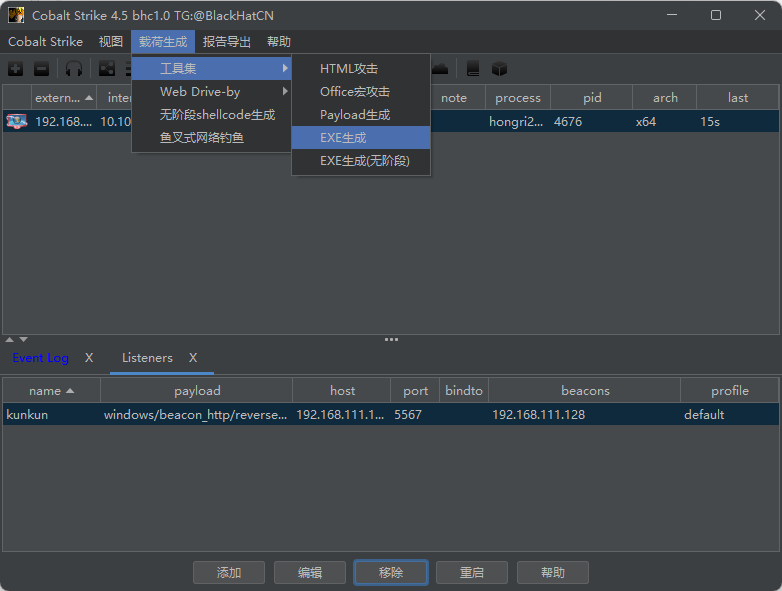 Cobalt Strike 4.5 bhc1.0 TG:@BlackHatCN
Cobalt Strike 视图 载荷生成 报告导出 帮助
工具集
Web Drive-by
无阶段shellcode生成
鱼叉式网络钓鱼
HTML攻击
Office宏攻击
Payload生成
EXE生成
EXE生成(无阶段)
extern... note process pid arch last
192.168.... hongri2... 4676 x64 15s
Event Log X Listeners X
name payload host port bindto beacons profile
kunkun windows/beacon_http/reverse... 192.168.111.1... 5567 192.168.111.128 default
添加 编辑 移除 重启 帮助